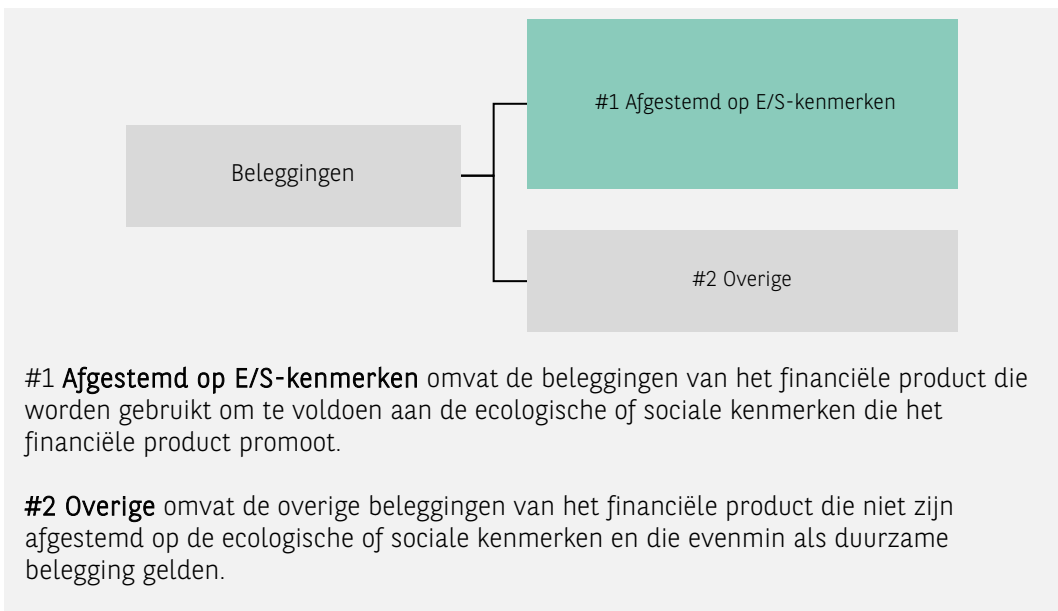 #1 Afgestemd op E/S-kenmerken
Beleggingen
#2 Overige
#1 Afgestemd op E/S-kenmerken omvat de beleggingen van het financiële product die
worden gebruikt om te voldoen aan de ecologische of sociale kenmerken die het
financiële product promoot.
#2 Overige omvat de overige beleggingen van het financiële product die niet zijn
afgestemd op de ecologische of sociale kenmerken en die evenmin als duurzame
belegging gelden.